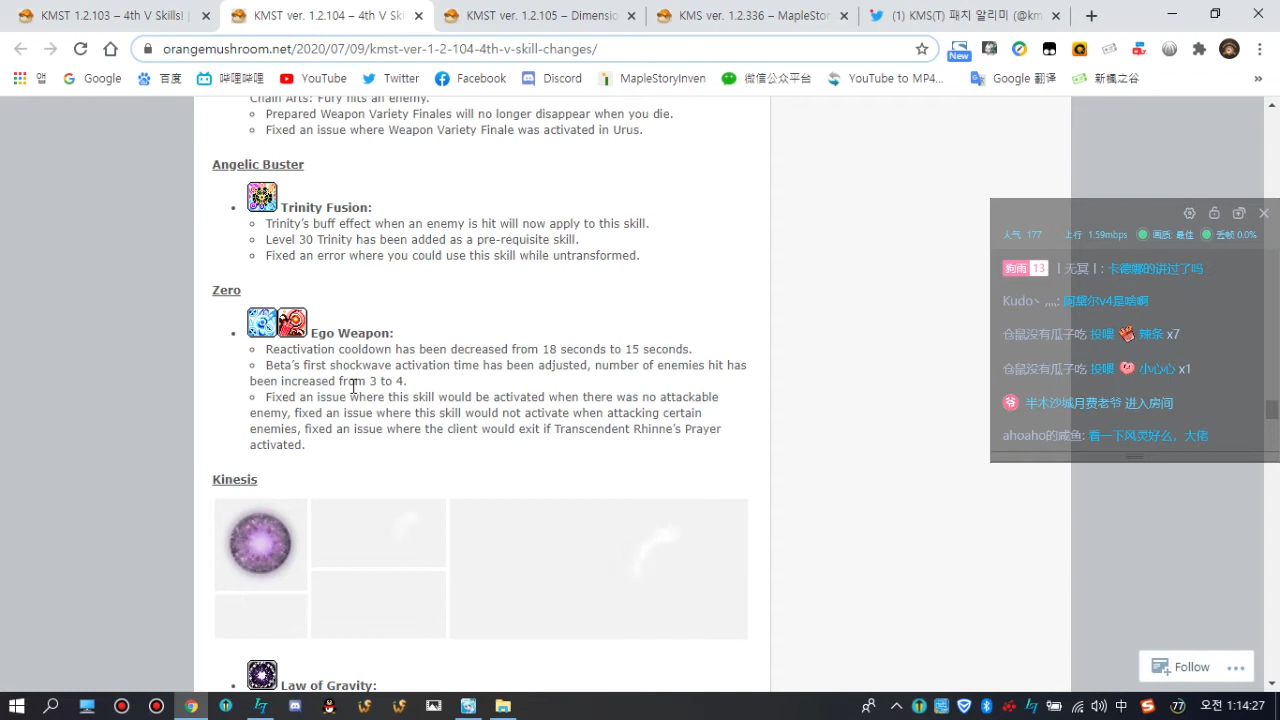 KMST 1.2.103 – 4th V Skills! |
KMST ver. 1.2.104 – 4th V Ski
KMST ver. 1.2.105 – Dimensio
KMS ver. 1.2.336 – MapleStor
(1) KMS(T) 패치 알리미 (@km
orangemushroom.net/2020/07/09/kmst-ver-1-2-104-4th-v-skill-changes/
New
앱
Google
百度
哔哩哔哩
YouTube
Twitter
Facebook
Discord
MapleStoryInven
微信公众平台
YouTube to MP4...
Google 翻译
新楓之谷
»
Chain Arts: Fury hits an enemy.
Prepared Weapon Variety Finales will no longer disappear when you die.
Fixed an issue where Weapon Variety Finale was activated in Urus.
Angelic Buster
Trinity Fusion:
Trinity's buff effect when an enemy is hit will now apply to this skill.
Level 30 Trinity has been added as a pre-requisite skill.
Fixed an error where you could use this skill while untransformed.
Zero
Ego Weapon:
Reactivation cooldown has been decreased from 18 seconds to 15 seconds.
Beta's first shockwave activation time has been adjusted, number of enemies hit has
been increased from 3 to 4.
Fixed an issue where this skill would be activated when there was no attackable
enemy, fixed an issue where this skill would not activate when attacking certain
enemies, fixed an issue where the client would exit if Transcendent Rhinne's Prayer
activated.
Kinesis
Law of Gravity:
人气 177 上行 1.59mbps 画质: 最佳 丢帧 0.0%
狗雨 13 丨无冥丨: 卡德娜的讲过了吗
Kudo丶灬: 阿黛尔v4是啥啊
仓鼠没有瓜子吃 投喂 辣条 x7
仓鼠没有瓜子吃 投喂 小心心 x1
爷 半木沙城月费老爷 进入房间
ahoaho的咸鱼: 看一下风灵好么，大佬
Follow
中
77
오전 1:14:27